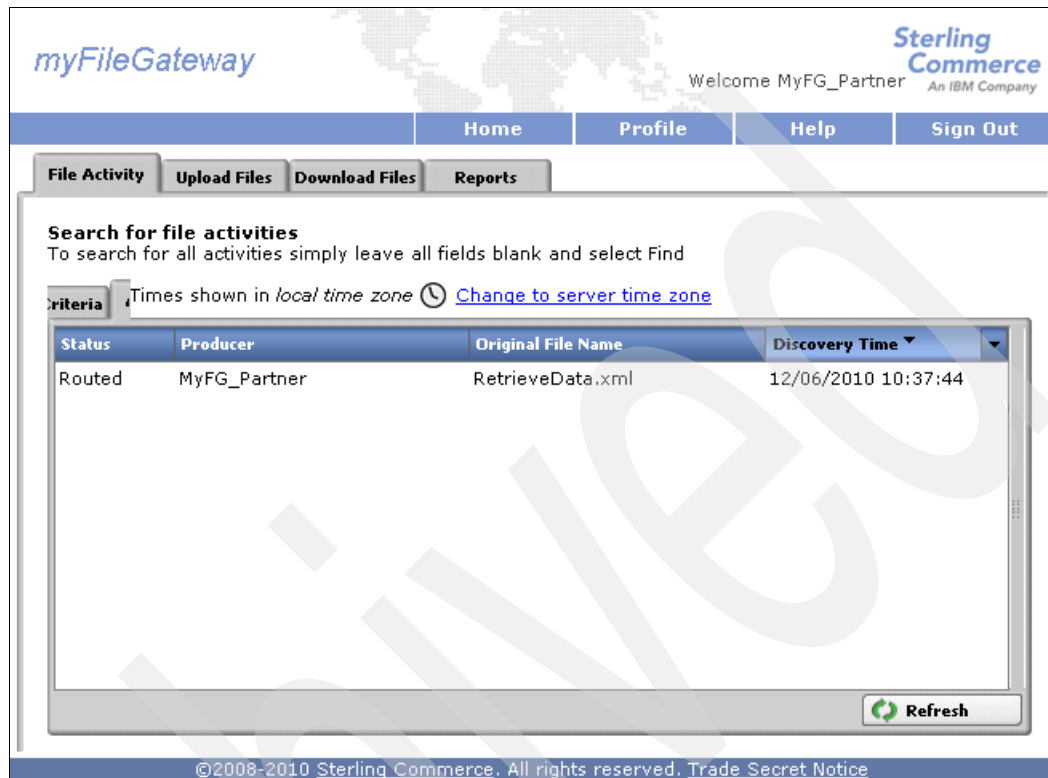 myFileGateway
Sterling
Commerce
An IBM Company
Welcome MyFG_Partner
Home Profile Help Sign Out
File Activity Upload Files Download Files Reports
Search for file activities
To search for all activities simply leave all fields blank and select Find
Times shown in local time zone Change to server time zone
Status Producer Original File Name Discovery Time
Routed MyFG_Partner RetrieveData.xml 12/06/2010 10:37:44
Refresh
©2008-2010 Sterling Commerce. All rights reserved. Trade Secret Notice